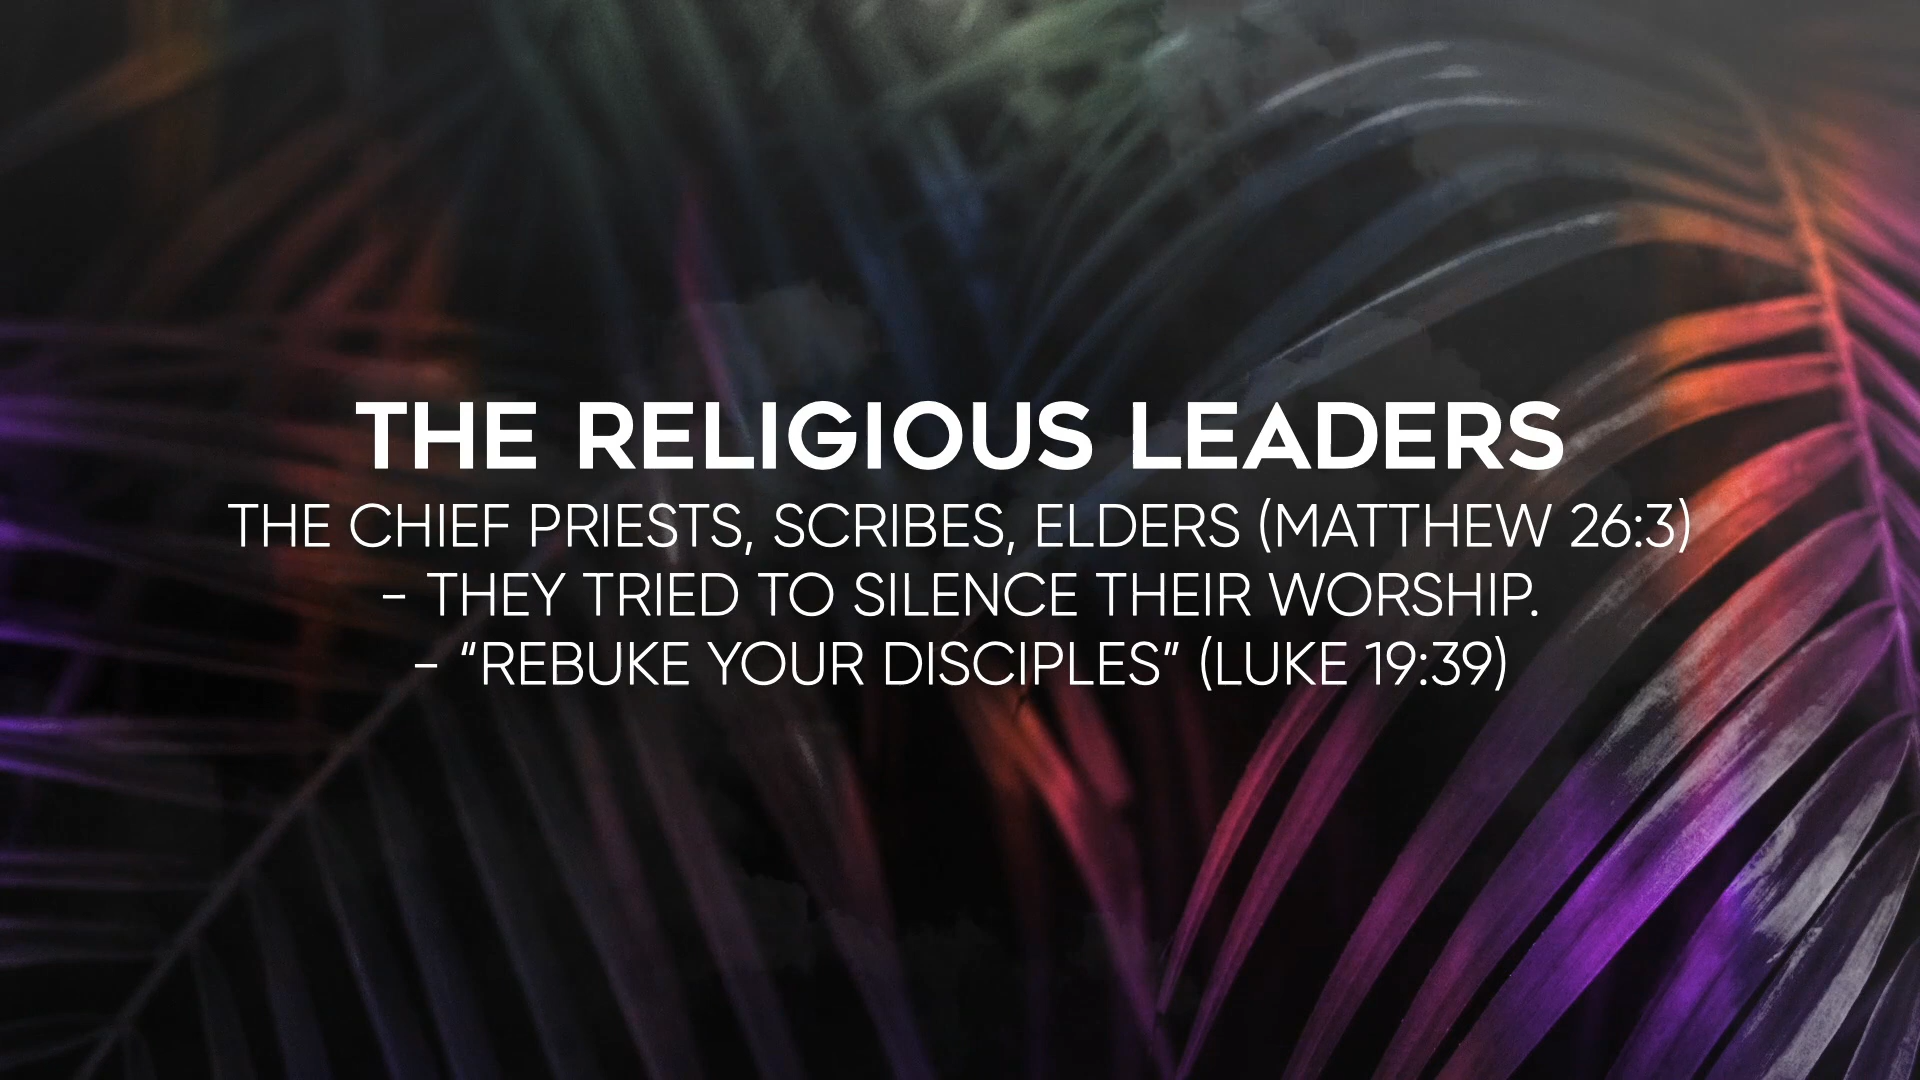 THE RELIGIOUS LEADERS
THE CHIEF PRIESTS, SCRIBES, ELDERS (MATTHEW 26:3)
- THEY TRIED TO SILENCE THEIR WORSHIP.
- “REBUKE YOUR DISCIPLES” (LUKE 19:39)